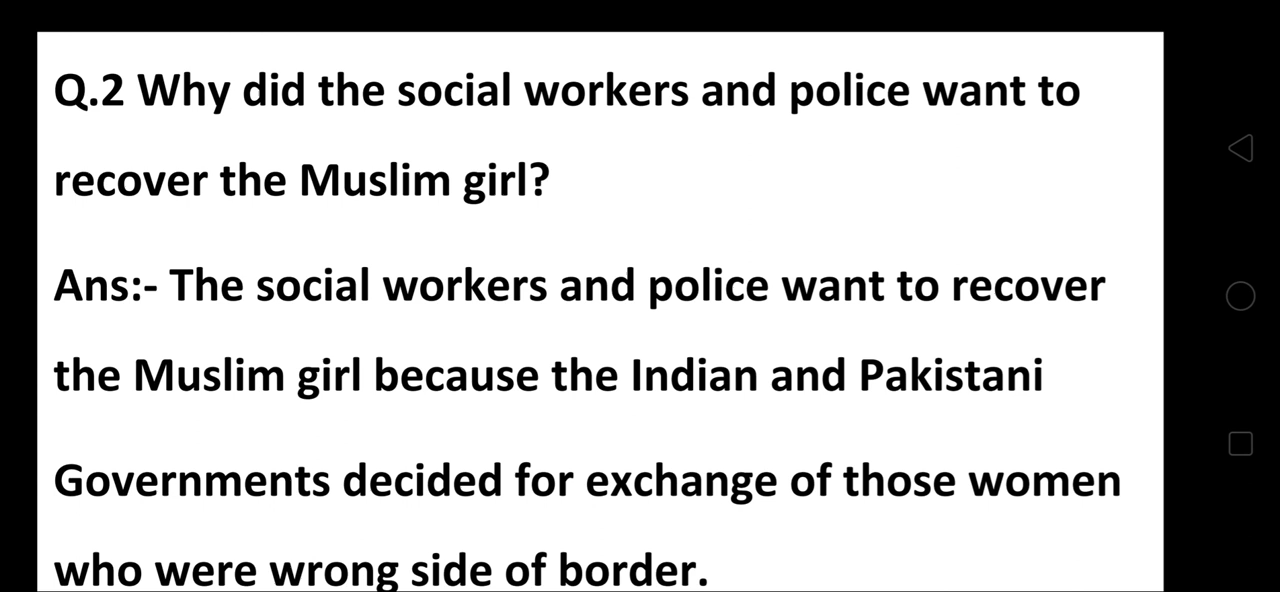 Q.2 Why did the social workers and police want to
recover the Muslim girl?
Ans:- The social workers and police want to recover
the Muslim girl because the Indian and Pakistani
Governments decided for exchange of those women
who were wrong side of border.